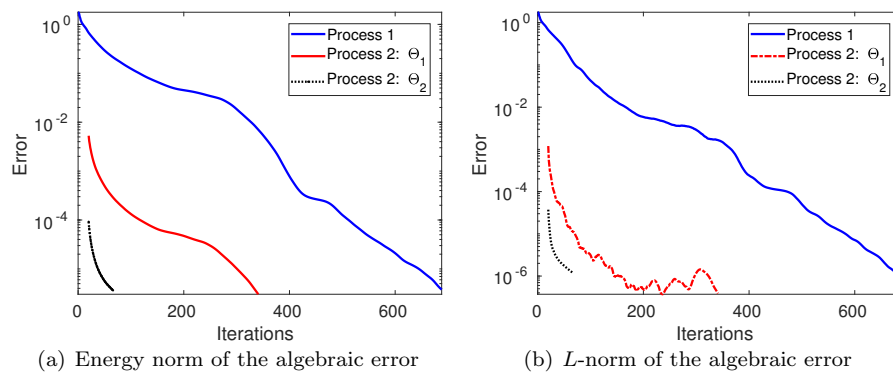 10^0
10^-2
10^-4
Error
0
200
400
600
Iterations
Process 1
Process 2: Θ_1
Process 2: Θ_2
(a) Energy norm of the algebraic error
10^0
10^-2
10^-4
10^-6
Error
0
200
400
600
Iterations
Process 1
Process 2: Θ_1
Process 2: Θ_2
(b) L-norm of the algebraic error